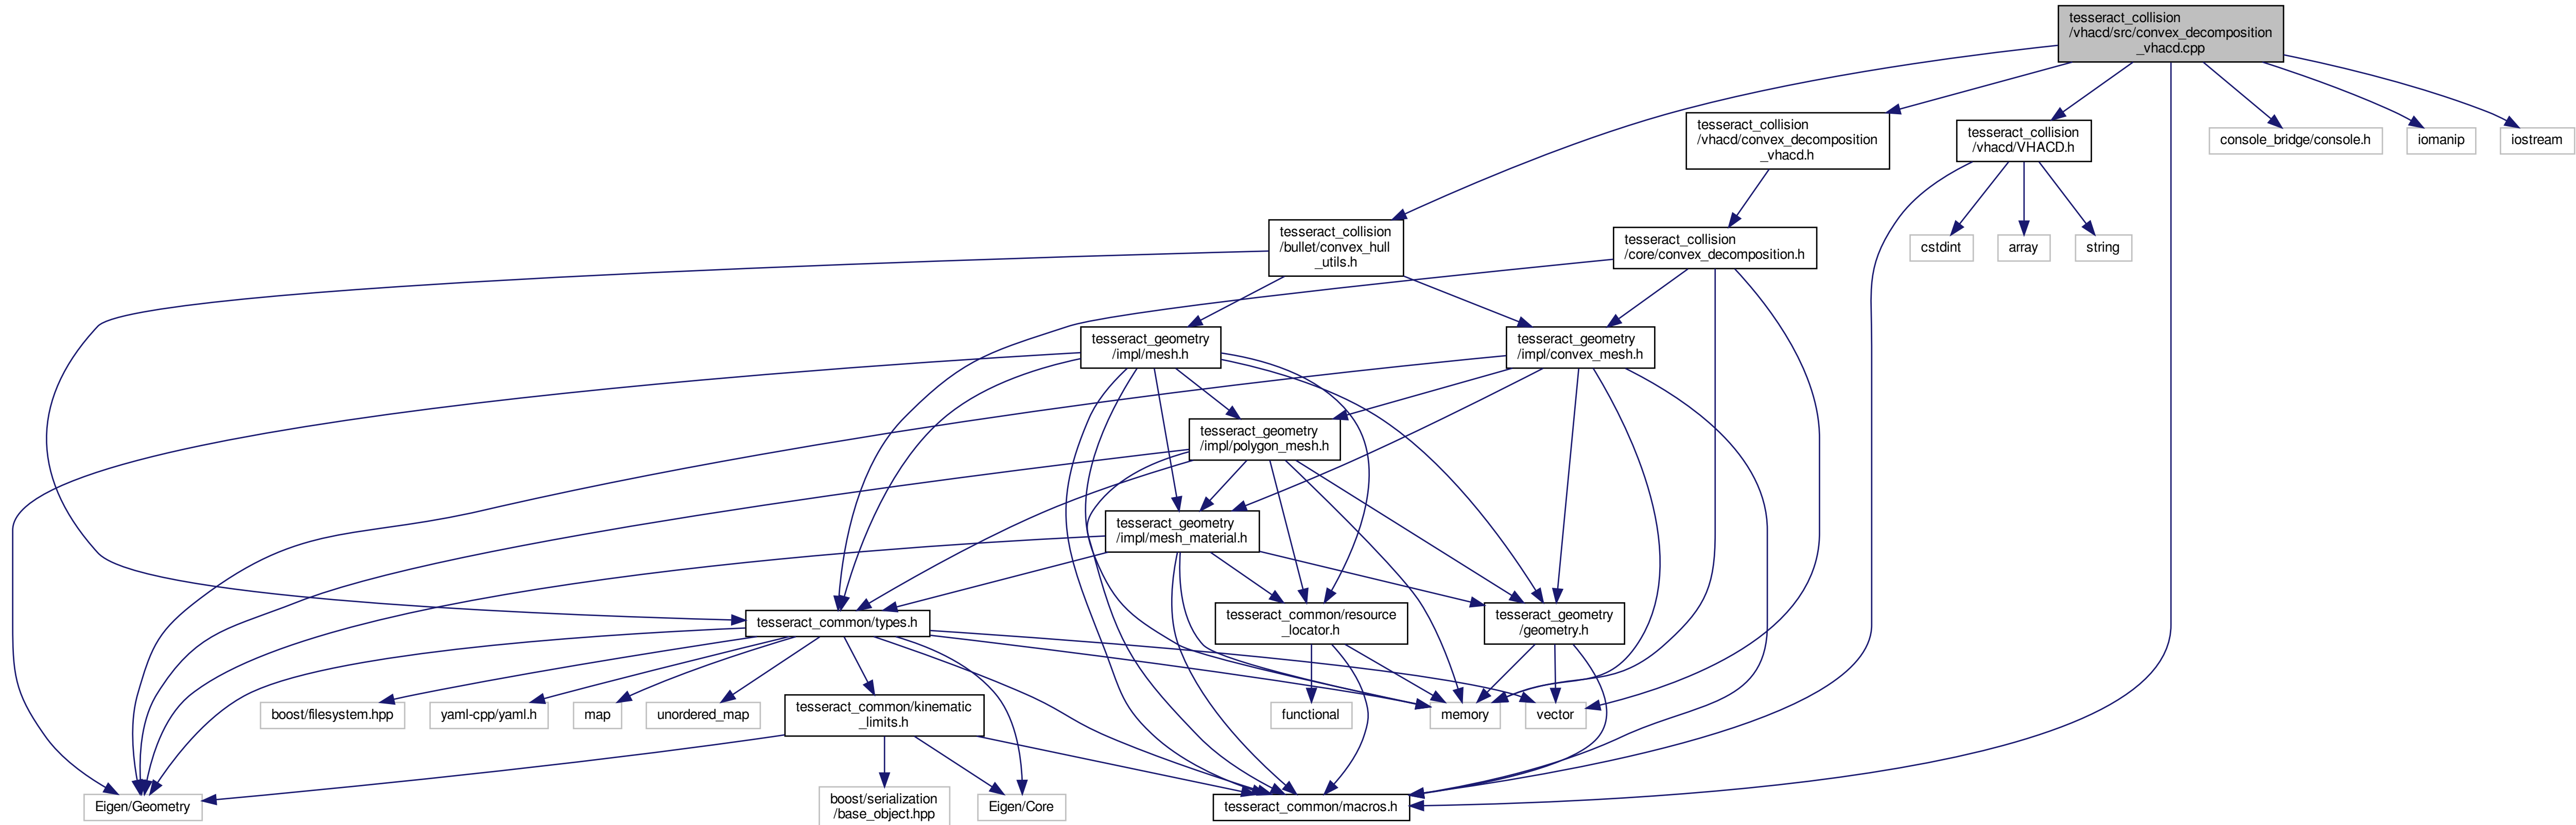 tesseract_collision
/vhacd/src/convex_decomposition
_vhacd.cpp
tesseract_collision
/vhacd/convex_decomposition
_vhacd.h
tesseract_collision
/vhacd/VHACD.h
console_bridge/console.h
iomanip
iostream
tesseract_collision
/bullet/convex_hull
_utils.h
tesseract_collision
/core/convex_decomposition.h
cstdint
array
string
tesseract_geometry
/impl/mesh.h
tesseract_geometry
/impl/convex_mesh.h
tesseract_geometry
/impl/polygon_mesh.h
tesseract_geometry
/impl/mesh_material.h
tesseract_common/types.h
tesseract_common/resource
_locator.h
tesseract_geometry
/geometry.h
boost/filesystem.hpp
yaml-cpp/yaml.h
map
unordered_map
tesseract_common/kinematic
_limits.h
functional
memory
vector
Eigen/Geometry
boost/serialization
/base_object.hpp
Eigen/Core
tesseract_common/macros.h